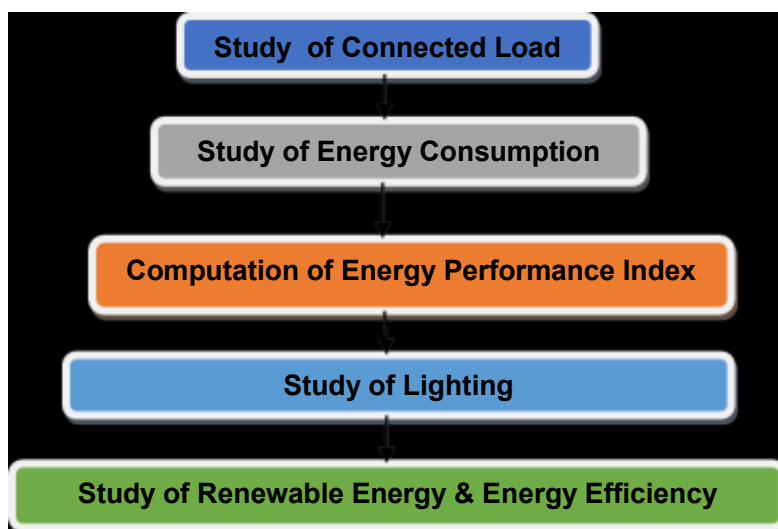 Study of Connected Load
Study of Energy Consumption
Computation of Energy Performance Index
Study of Lighting
Study of Renewable Energy & Energy Efficiency